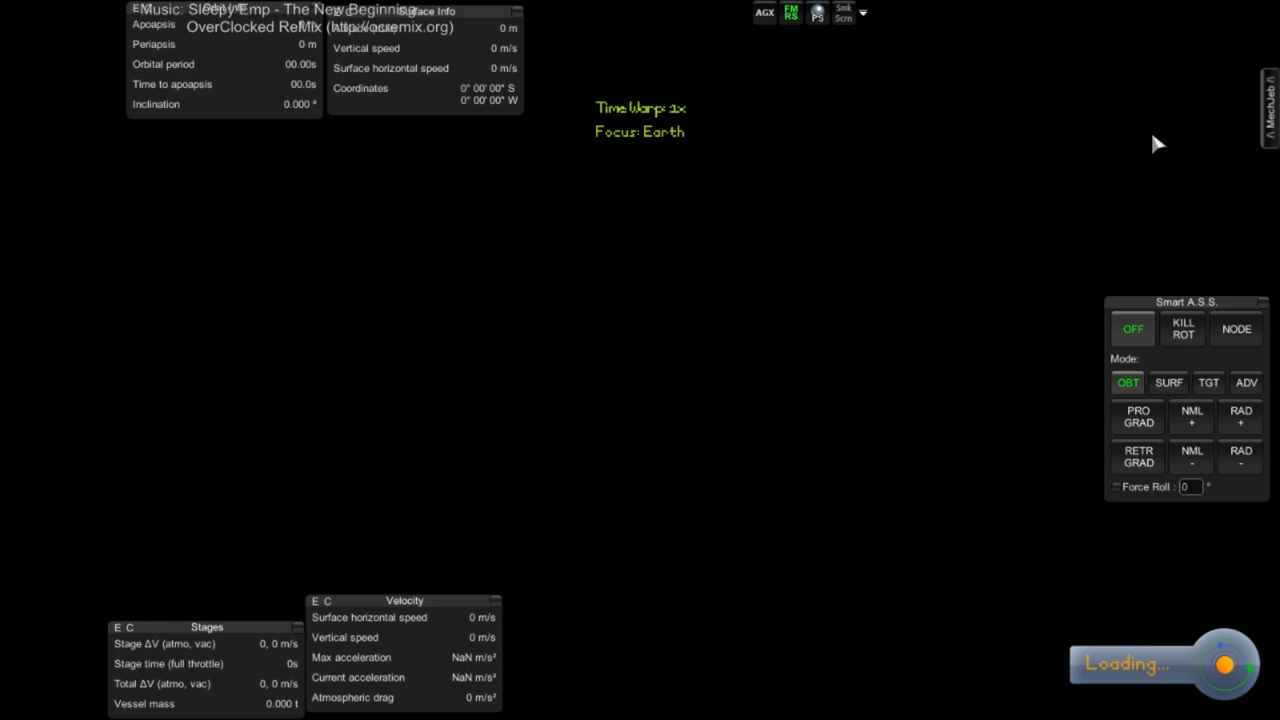 Music: Sleepy Emp - The New Beginning
OverClocked ReMix (http://ocremix.org)
E
Apoapsis
Periapsis 0 m
Orbital period 00.00s
Time to apoapsis 00.0s
Inclination 0.000 °
Surface Info
0 m
Vertical speed 0 m/s
Surface horizontal speed 0 m/s
Coordinates 0° 00' 00" S
0° 00' 00" W
AGX
FM
RS
PS
Smk
Scrn
Time Warp: 1x
Focus: Earth
< MechJeb <
Smart A.S.S.
OFF
KILL
ROT
NODE
Mode:
OBT SURF TGT ADV
PRO
GRAD
NML
+
RAD
+
RETR
GRAD
NML
-
RAD
-
Force Roll : 0 °
E C Stages
Stage ΔV (atmo, vac) 0, 0 m/s
Stage time (full throttle) 0s
Total ΔV (atmo, vac) 0, 0 m/s
Vessel mass 0.000 t
E C Velocity
Surface horizontal speed 0 m/s
Vertical speed 0 m/s
Max acceleration NaN m/s²
Current acceleration NaN m/s²
Atmospheric drag 0 m/s²
Loading...